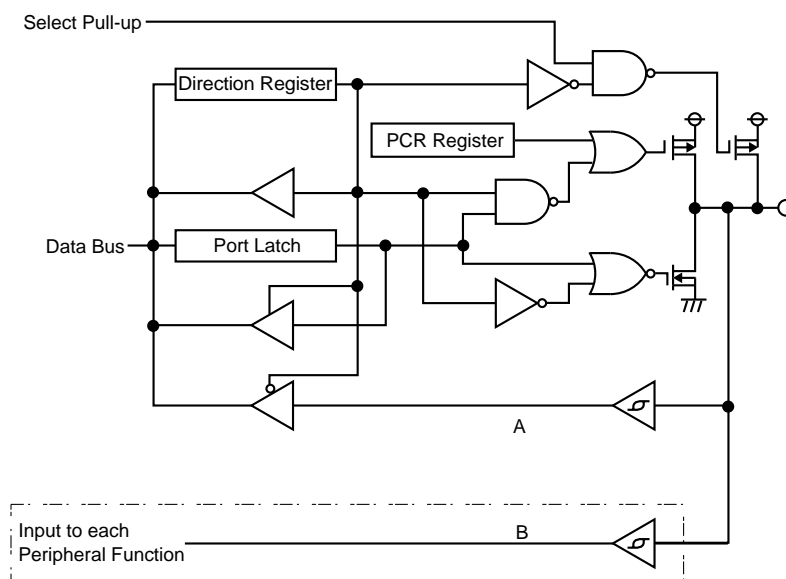 Select Pull-up
Direction Register
PCR Register
Data Bus
Port Latch
A
Input to each
Peripheral Function
B